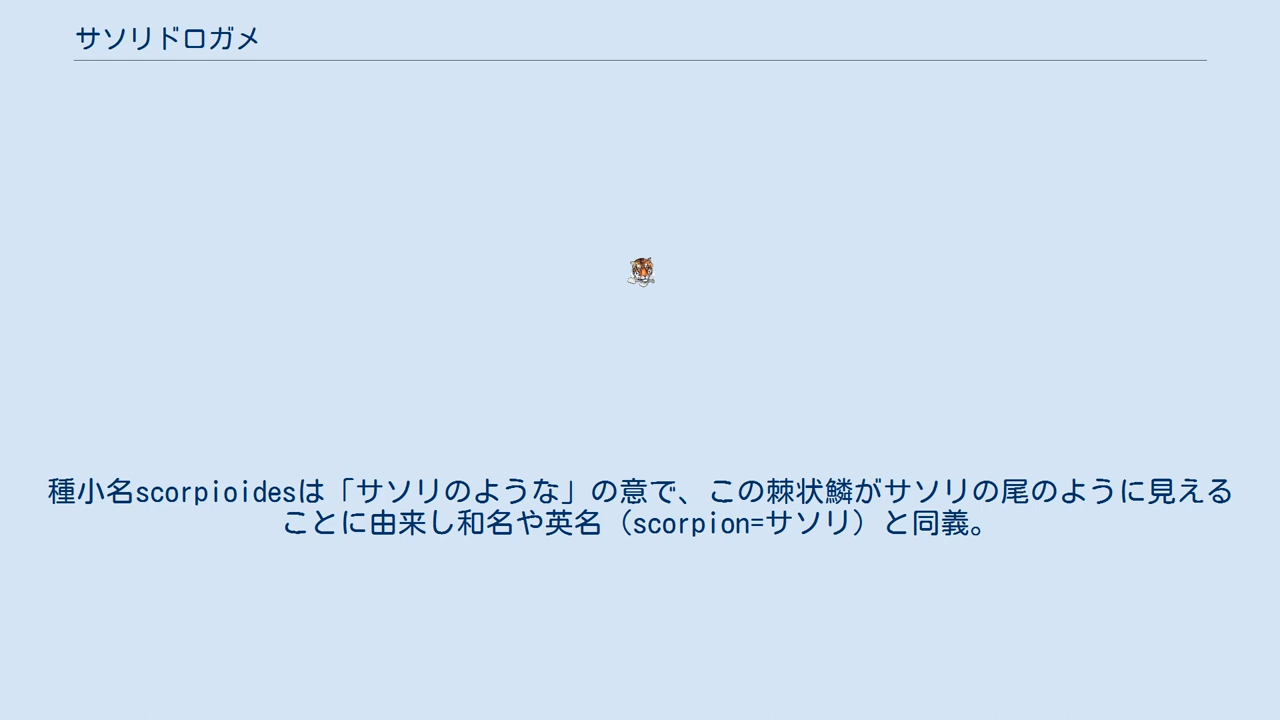 サソリドロガメ
種小名scorpioidesは「サソリのような」の意で、この棘状鱗がサソリの尾のように見える
ことに由来し和名や英名（scorpion=サソリ）と同義。